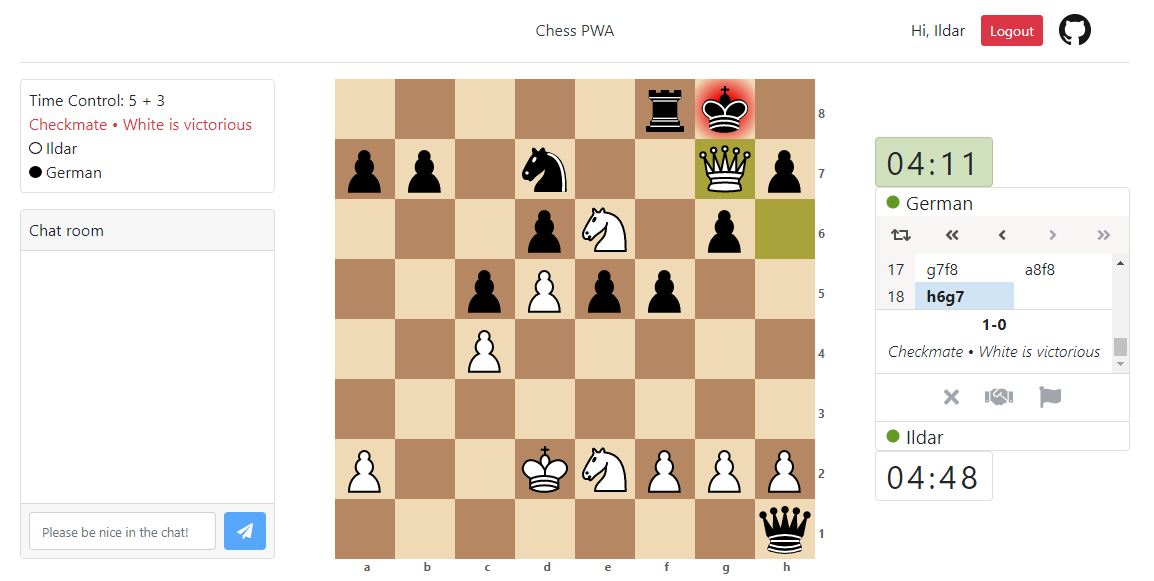 Chess PWA
Hi, Ildar
Logout
Time Control: 5 + 3
Checkmate • White is victorious
Ildar
German
Chat room
Please be nice in the chat!
8
7
6
5
4
3
2
1
a b c d e f g h
04:11
German
17 g7f8 a8f8
18 h6g7
1-0
Checkmate • White is victorious
Ildar
04:48